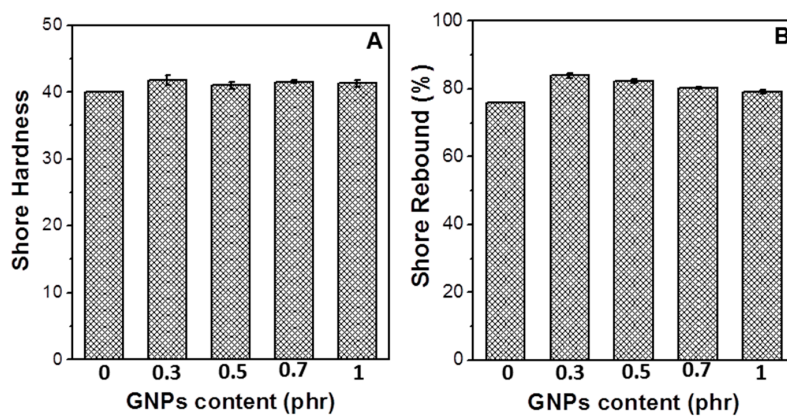 A
Shore Hardness
50
40
30
20
10
0
0 0.3 0.5 0.7 1
GNPs content (phr)
B
Shore Rebound (%)
100
80
60
40
20
0
0 0.3 0.5 0.7 1
GNPs content (phr)